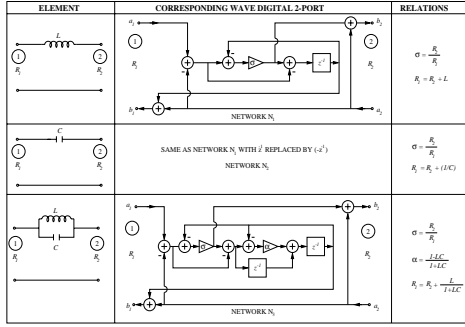 ELEMENT
CORRESPONDING WAVE DIGITAL 2-PORT
RELATIONS
L
1
2
R1
R2
a1
b2
1
2
R1
R2
σ
z^-1
b1
a2
NETWORK N1
σ = R2/R1
R1 = R2 + L
C
1
2
R1
R2
SAME AS NETWORK N1 WITH z^-1 REPLACED BY (-z^-1)
NETWORK N2
σ = R2/R1
R1 = R2 + (1/C)
L
C
1
2
R1
R2
a1
b2
1
2
R1
R2
σ
α
z^-1
z^-1
b1
a2
NETWORK N3
σ = R2/R1
α = 1-LC/1+LC
R1 = R2 + L/1+LC